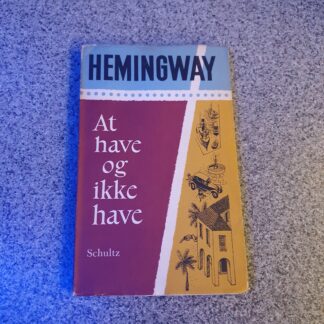 HEMINGWAY
At
have
og
ikke
have
Schultz